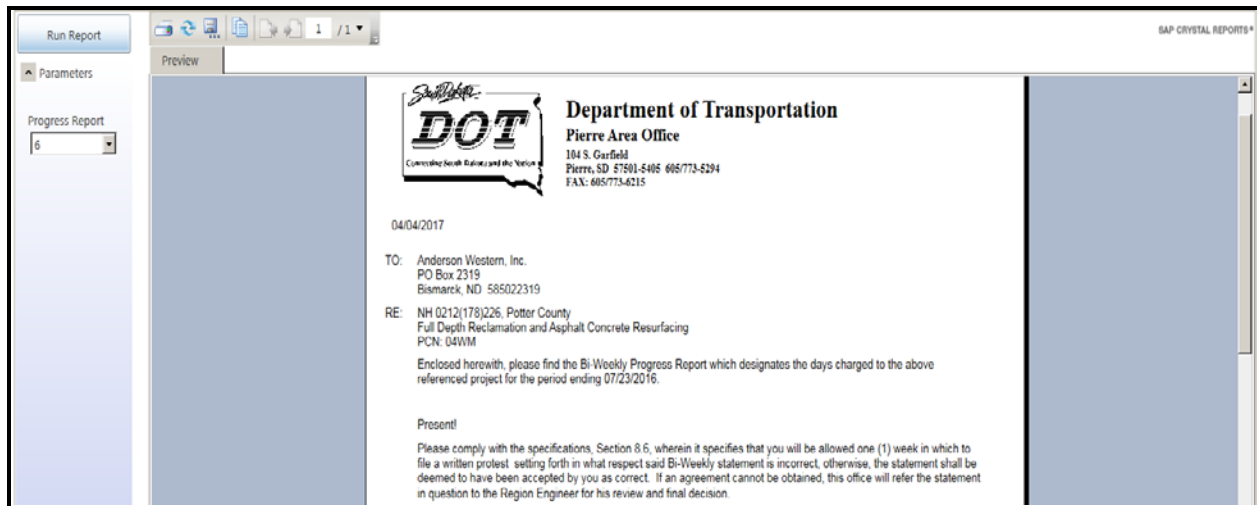 Run Report
1 /1
SAP CRYSTAL REPORTS®
Parameters
Preview
Progress Report
6
South Dakota
DOT
Connecting South Dakota and the Nation
Department of Transportation
Pierre Area Office
104 S. Garfield
Pierre, SD 57501-5405 605/773-5294
FAX: 605/773-6215
04/04/2017
TO: Anderson Western, Inc.
PO Box 2319
Bismarck, ND 585022319
RE: NH 0212(178)226, Potter County
Full Depth Reclamation and Asphalt Concrete Resurfacing
PCN: 04WM
Enclosed herewith, please find the Bi-Weekly Progress Report which designates the days charged to the above
referenced project for the period ending 07/23/2016.
Present!
Please comply with the specifications, Section 8.6, wherein it specifies that you will be allowed one (1) week in which to
file a written protest setting forth in what respect said Bi-Weekly statement is incorrect, otherwise, the statement shall be
deemed to have been accepted by you as correct. If an agreement cannot be obtained, this office will refer the statement
in question to the Region Engineer for his review and final decision.